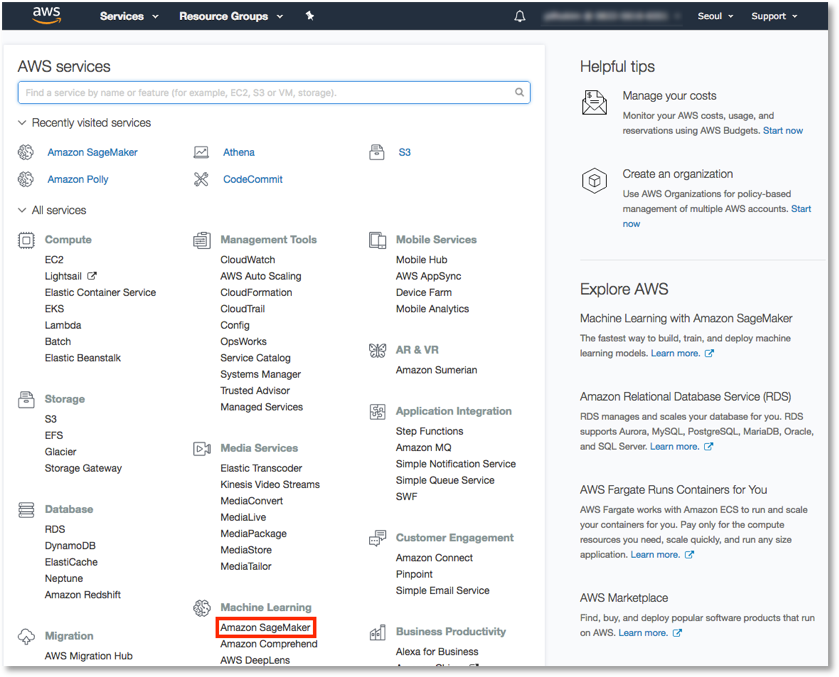 aws
Services
Resource Groups
Seoul
Support
AWS services
Find a service by name or feature (for example, EC2, S3 or VM, storage).
Recently visited services
Amazon SageMaker
Athena
S3
Amazon Polly
CodeCommit
All services
Compute
EC2
Lightsail
Elastic Container Service
EKS
Lambda
Batch
Elastic Beanstalk
Storage
S3
EFS
Glacier
Storage Gateway
Database
RDS
DynamoDB
ElastiCache
Neptune
Amazon Redshift
Migration
AWS Migration Hub
Management Tools
CloudWatch
AWS Auto Scaling
CloudFormation
CloudTrail
Config
OpsWorks
Service Catalog
Systems Manager
Trusted Advisor
Managed Services
Media Services
Elastic Transcoder
Kinesis Video Streams
MediaConvert
MediaLive
MediaPackage
MediaStore
MediaTailor
Machine Learning
Amazon SageMaker
Amazon Comprehend
AWS DeepLens
Mobile Services
Mobile Hub
AWS AppSync
Device Farm
Mobile Analytics
AR & VR
Amazon Sumerian
Application Integration
Step Functions
Amazon MQ
Simple Notification Service
Simple Queue Service
SWF
Customer Engagement
Amazon Connect
Pinpoint
Simple Email Service
Business Productivity
Alexa for Business
Helpful tips
Manage your costs
Monitor your AWS costs, usage, and
reservations using AWS Budgets. Start now
Create an organization
Use AWS Organizations for policy-based
management of multiple AWS accounts. Start
now
Explore AWS
Machine Learning with Amazon SageMaker
The fastest way to build, train, and deploy machine
learning models. Learn more.
Amazon Relational Database Service (RDS)
RDS manages and scales your database for you. RDS
supports Aurora, MySQL, PostgreSQL, MariaDB, Oracle,
and SQL Server. Learn more.
AWS Fargate Runs Containers for You
AWS Fargate works with Amazon ECS to run and scale
your containers for you. Pay only for the compute
resources you need, scale quickly, and run any size
application. Learn more.
AWS Marketplace
Find, buy, and deploy popular software products that run
on AWS. Learn more.